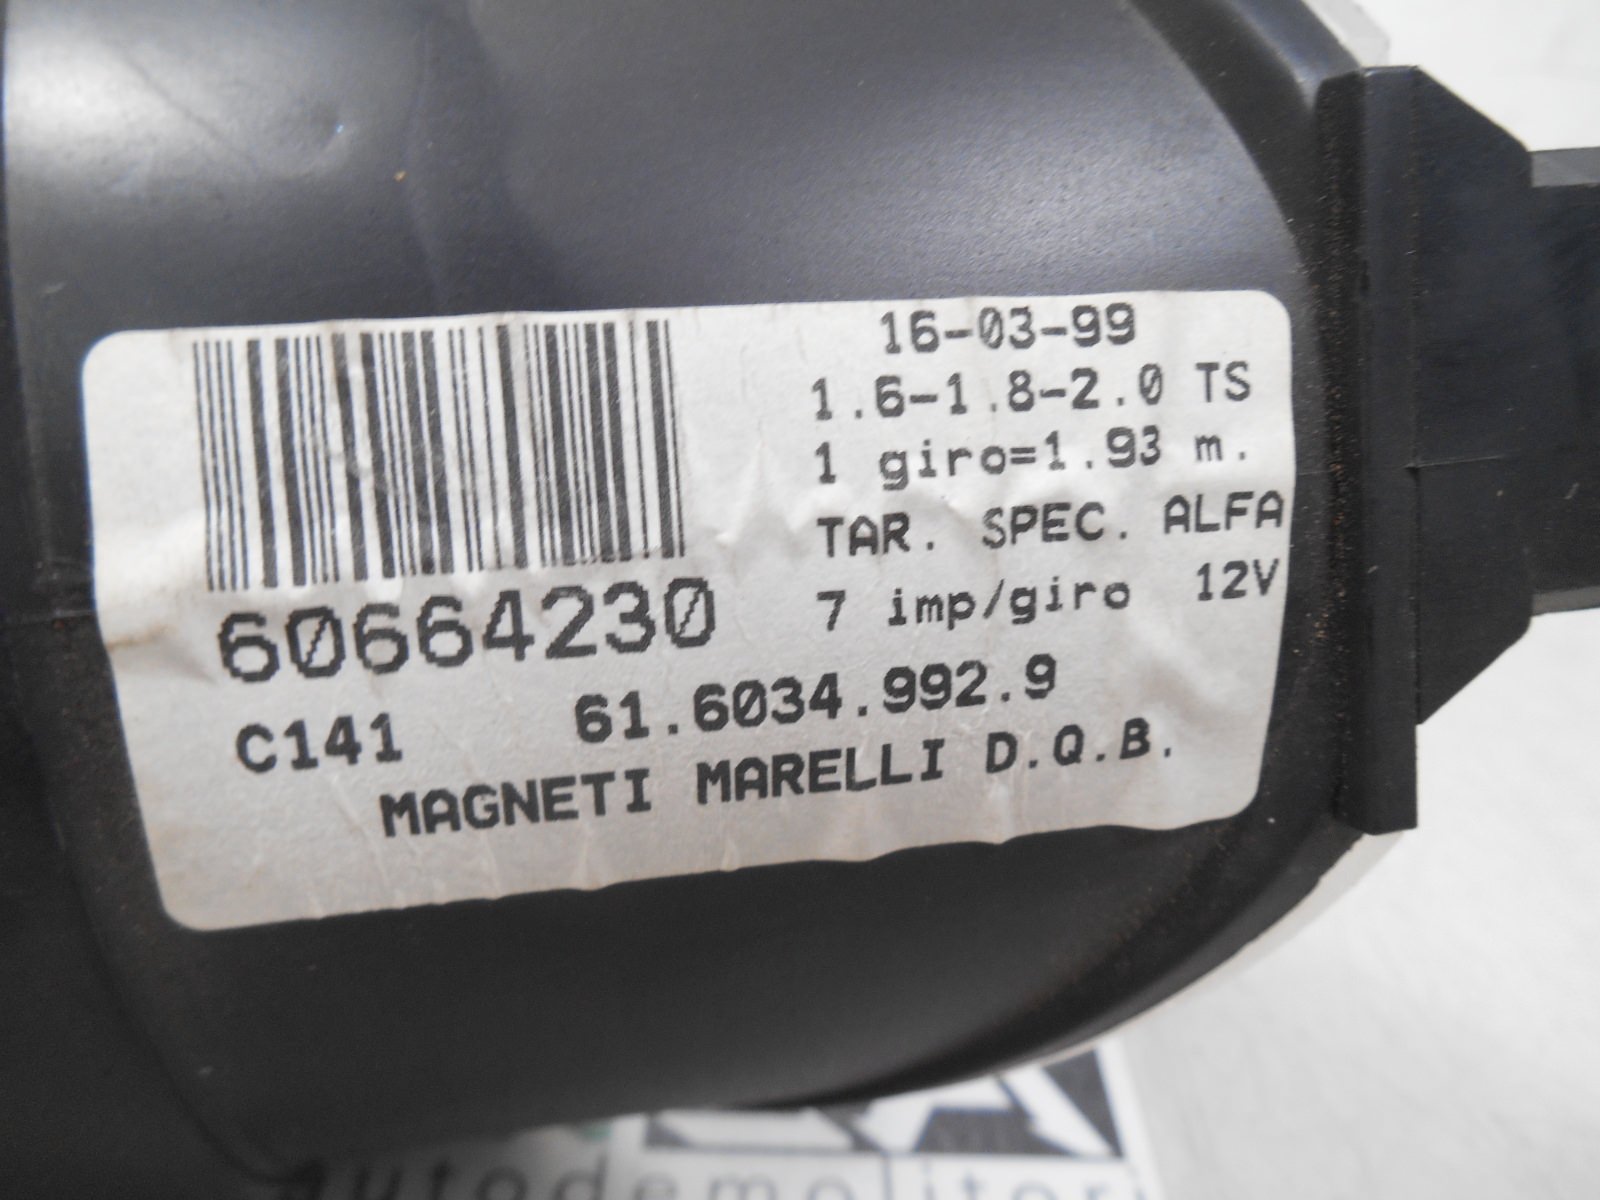 16-03-99
1.6-1.8-2.0 TS
1 giro=1.93 m.
TAR. SPEC. ALFA
7 imp/giro 12V
60664230
C141 61.6034.992.9
MAGNETI MARELLI D.Q.B.
autodemolitori